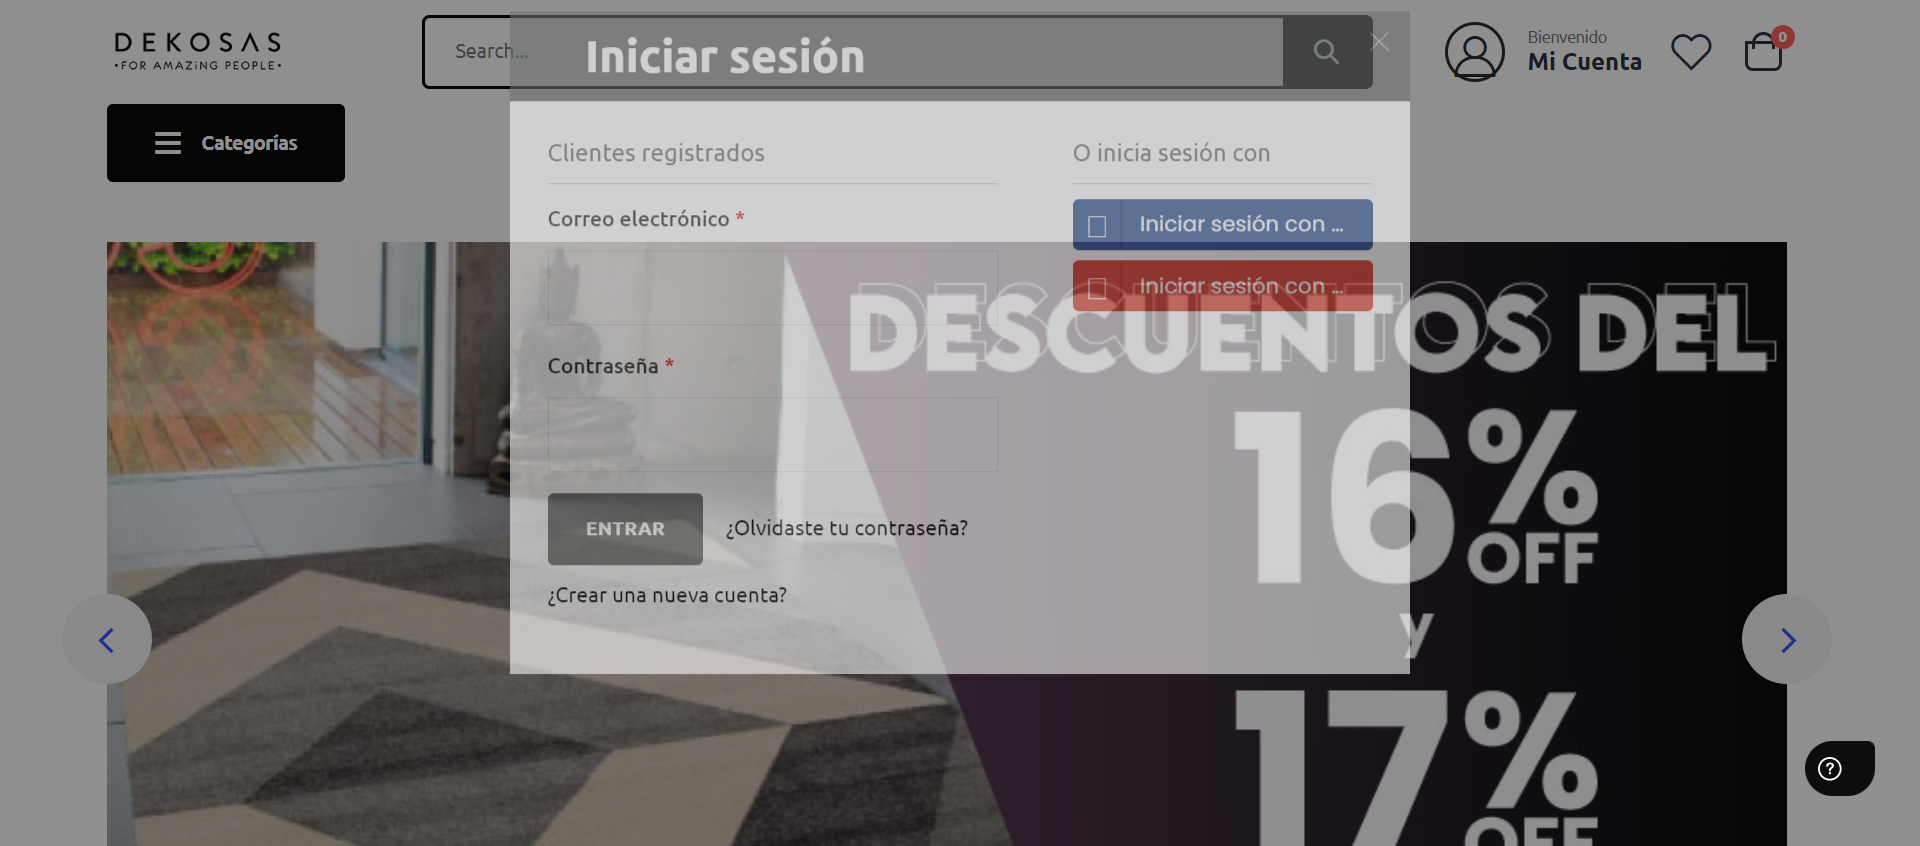 DEKOSAS
•FOR AMAZiNG PEOPLE•
Search...
Iniciar sesión
Bienvenido
Mi Cuenta
0
Categorías
Clientes registrados
O inicia sesión con
Correo electrónico *
Iniciar sesión con ...
Iniciar sesión con ...
DESCUENTOS DEL
Contraseña *
16%
OFF
ENTRAR
¿Olvidaste tu contraseña?
¿Crear una nueva cuenta?
y
17%
OFF